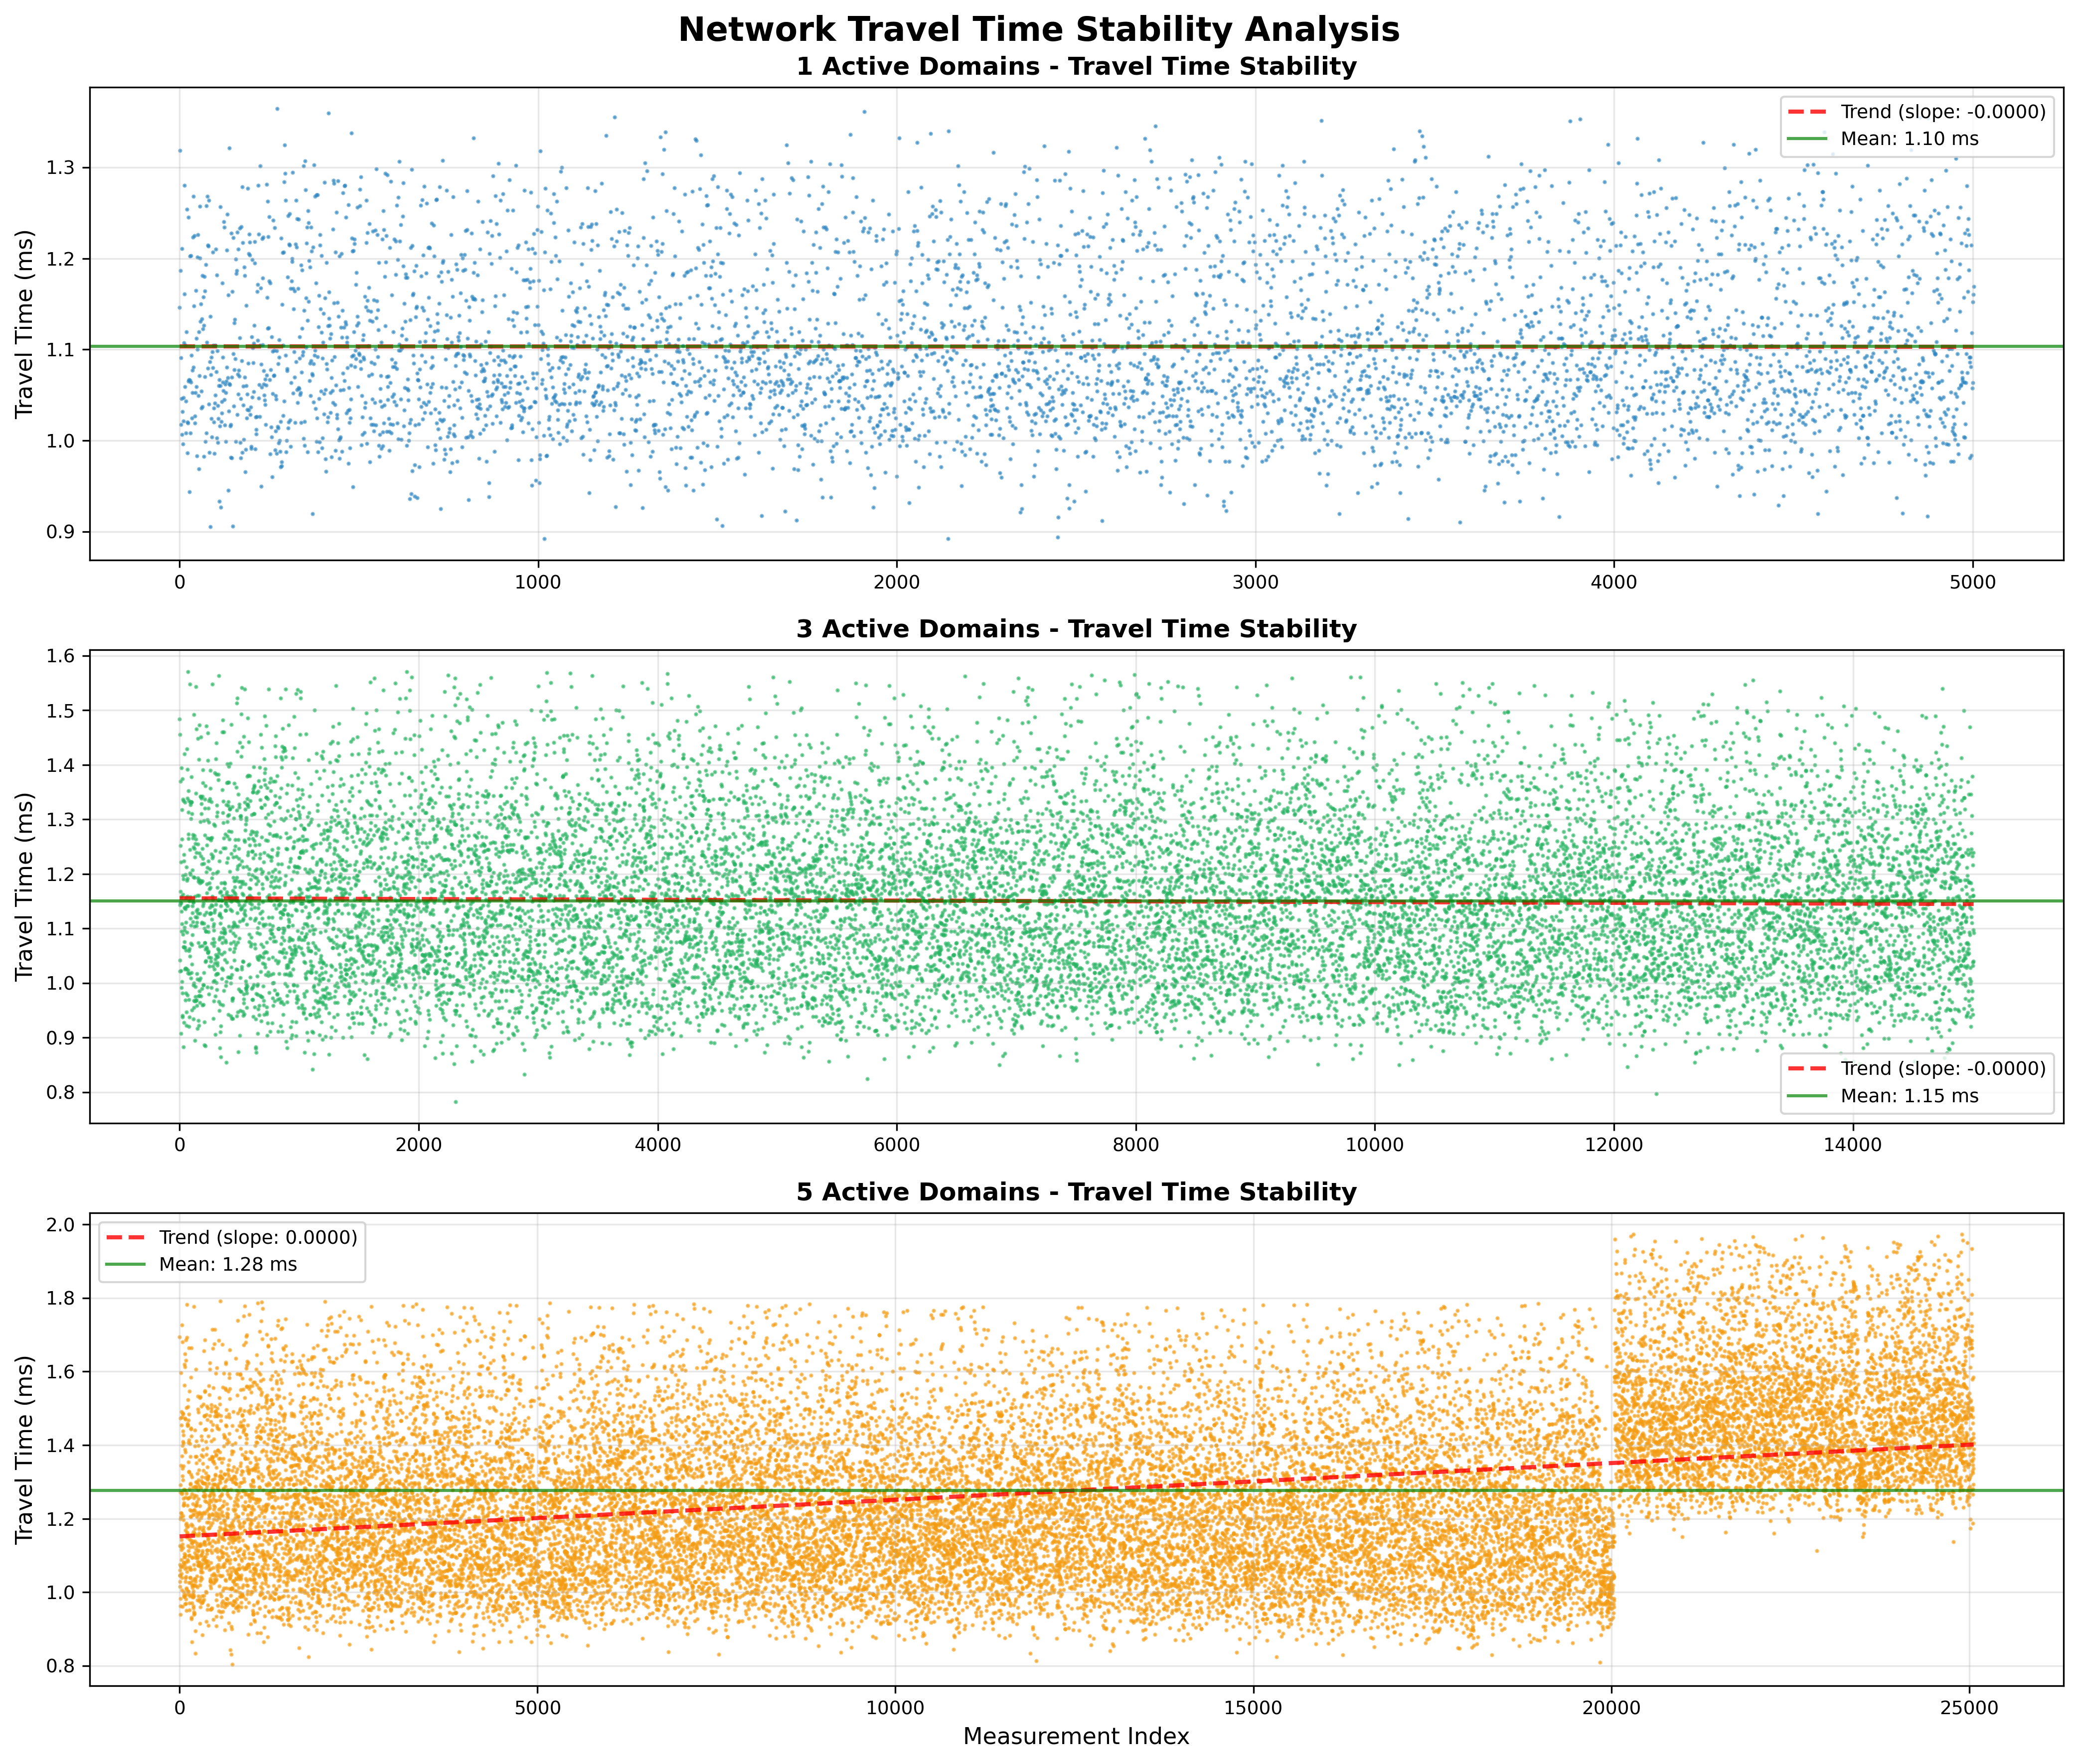 Network Travel Time Stability Analysis
1 Active Domains - Travel Time Stability
Trend (slope: -0.0000)
Mean: 1.10 ms
Travel Time (ms)
1.3
1.2
1.1
1.0
0.9
0 1000 2000 3000 4000 5000
3 Active Domains - Travel Time Stability
Travel Time (ms)
1.6
1.5
1.4
1.3
1.2
1.1
1.0
0.9
0.8
Trend (slope: -0.0000)
Mean: 1.15 ms
0 2000 4000 6000 8000 10000 12000 14000
5 Active Domains - Travel Time Stability
Trend (slope: 0.0000)
Mean: 1.28 ms
Travel Time (ms)
2.0
1.8
1.6
1.4
1.2
1.0
0.8
0 5000 10000 15000 20000 25000
Measurement Index